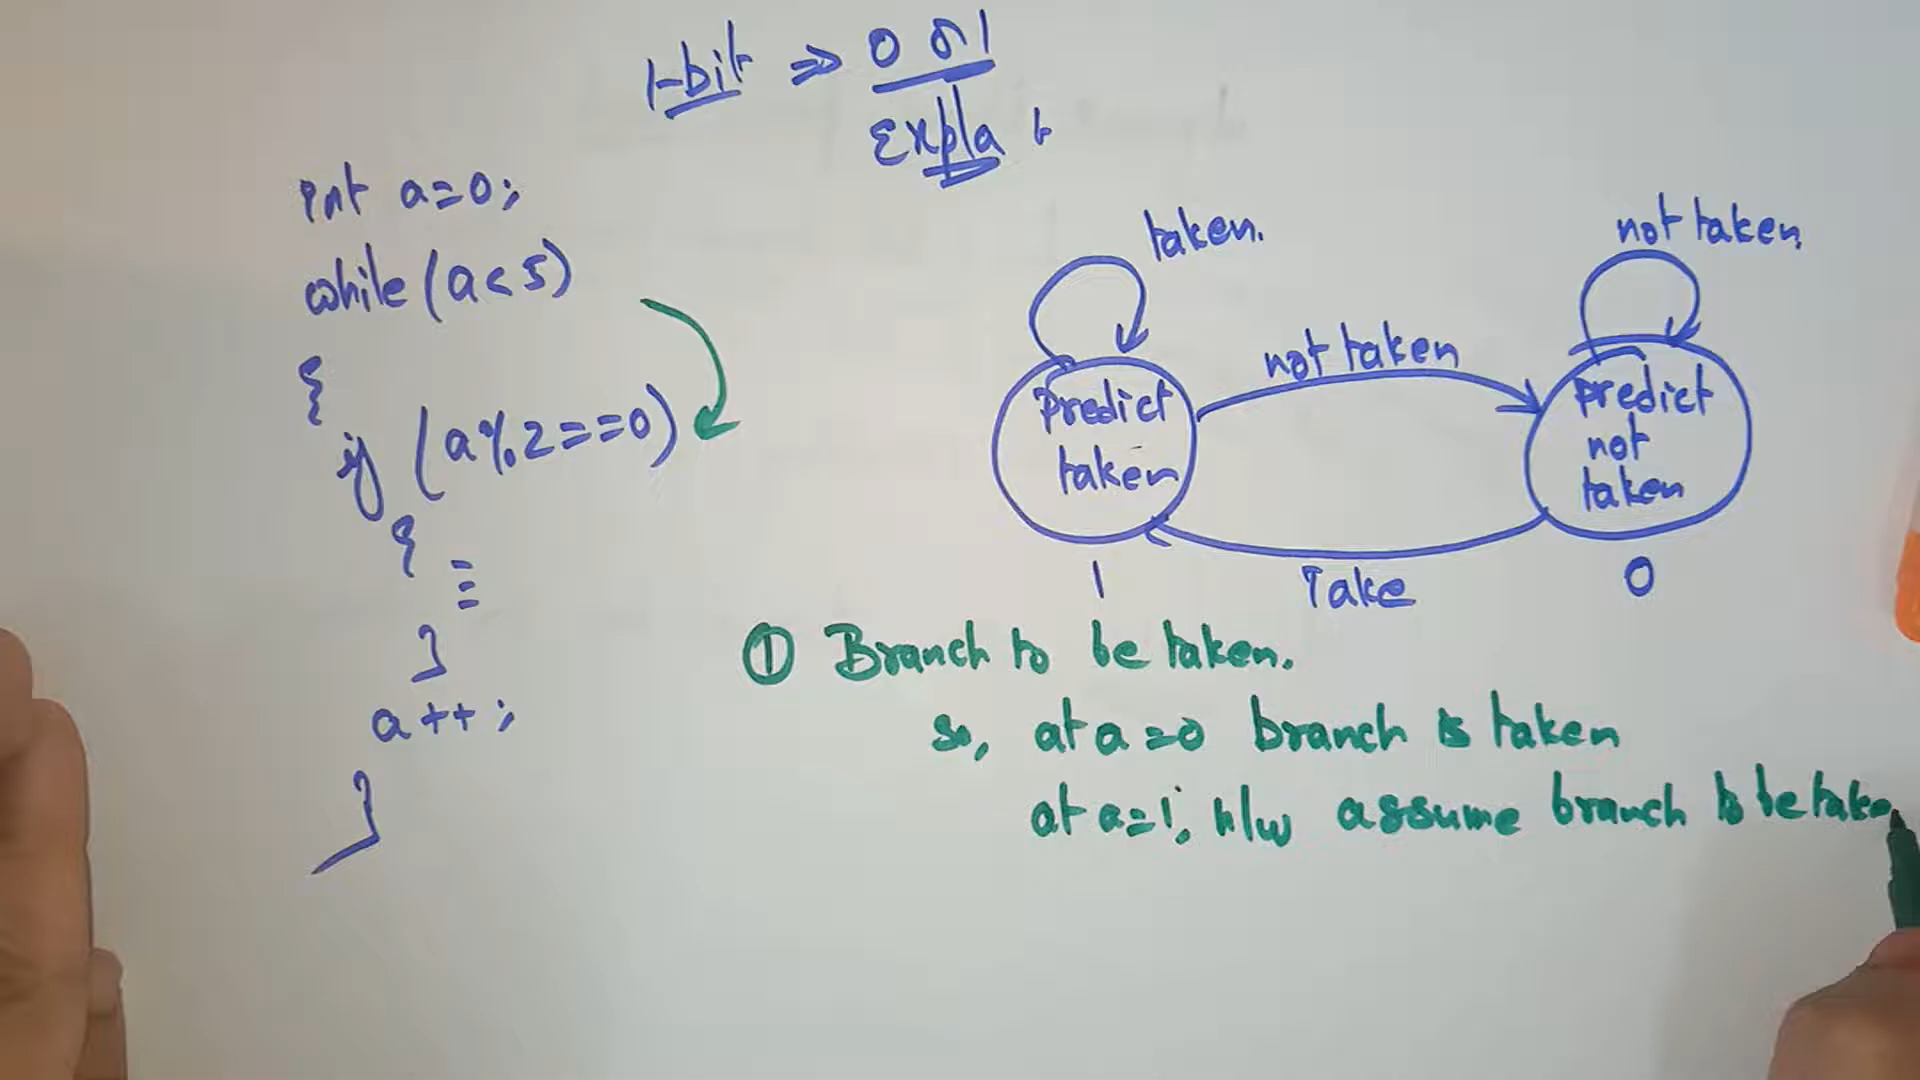 1-bit ⇒ 0 or 1
Expla
int a=0;
while (a<5)
{
if (a%2==0)
{
}
a++;
}
taken.
not taken
not taken
predict
taken
predict
not
taken
1
Take
0
① Branch to be taken.
so, at a=0 branch is taken
at a=1; h/w assume branch to be take